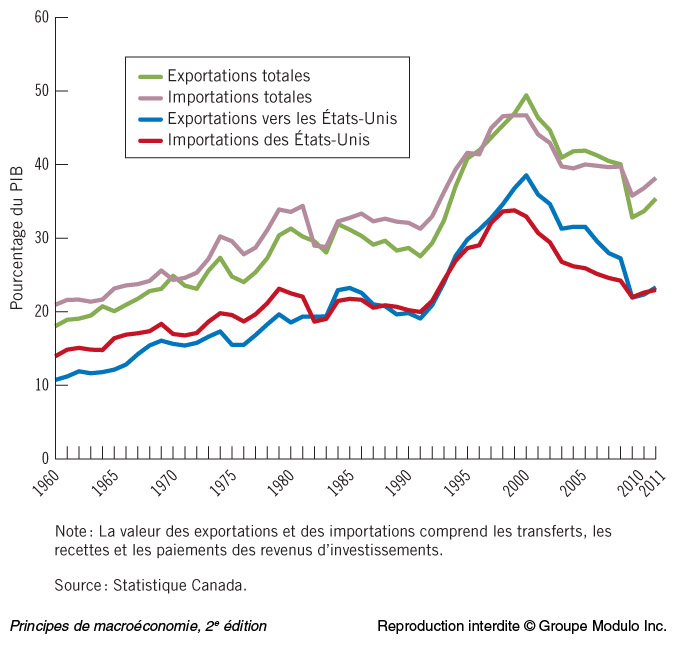 60
50
40
30
20
10
0
Pourcentage du PIB
Exportations totales
Importations totales
Exportations vers les États-Unis
Importations des États-Unis
1960
1965
1970
1975
1980
1985
1990
1995
2000
2005
2010
2011
Note : La valeur des exportations et des importations comprend les transferts, les
recettes et les paiements des revenus d’investissements.
Source : Statistique Canada.
Principes de macroéconomie, 2e édition
Reproduction interdite © Groupe Modulo Inc.